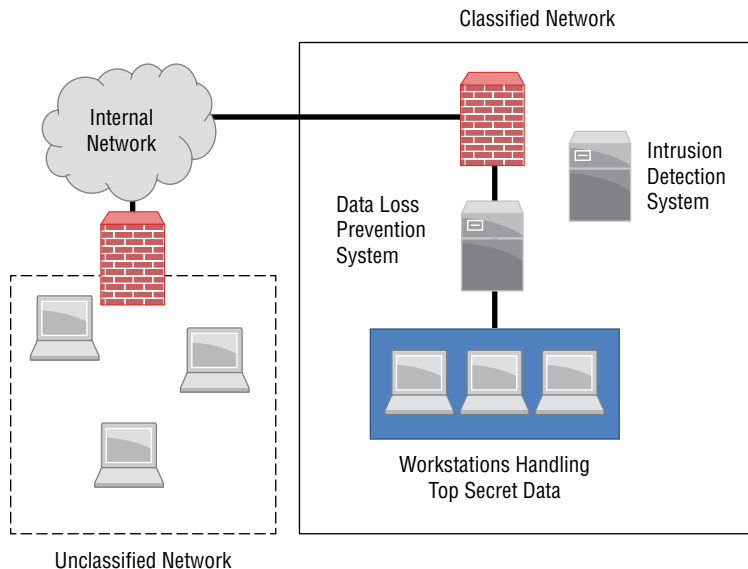 Classified Network
Internal
Network
Intrusion
Detection
System
Data Loss
Prevention
System
Workstations Handling
Top Secret Data
Unclassified Network